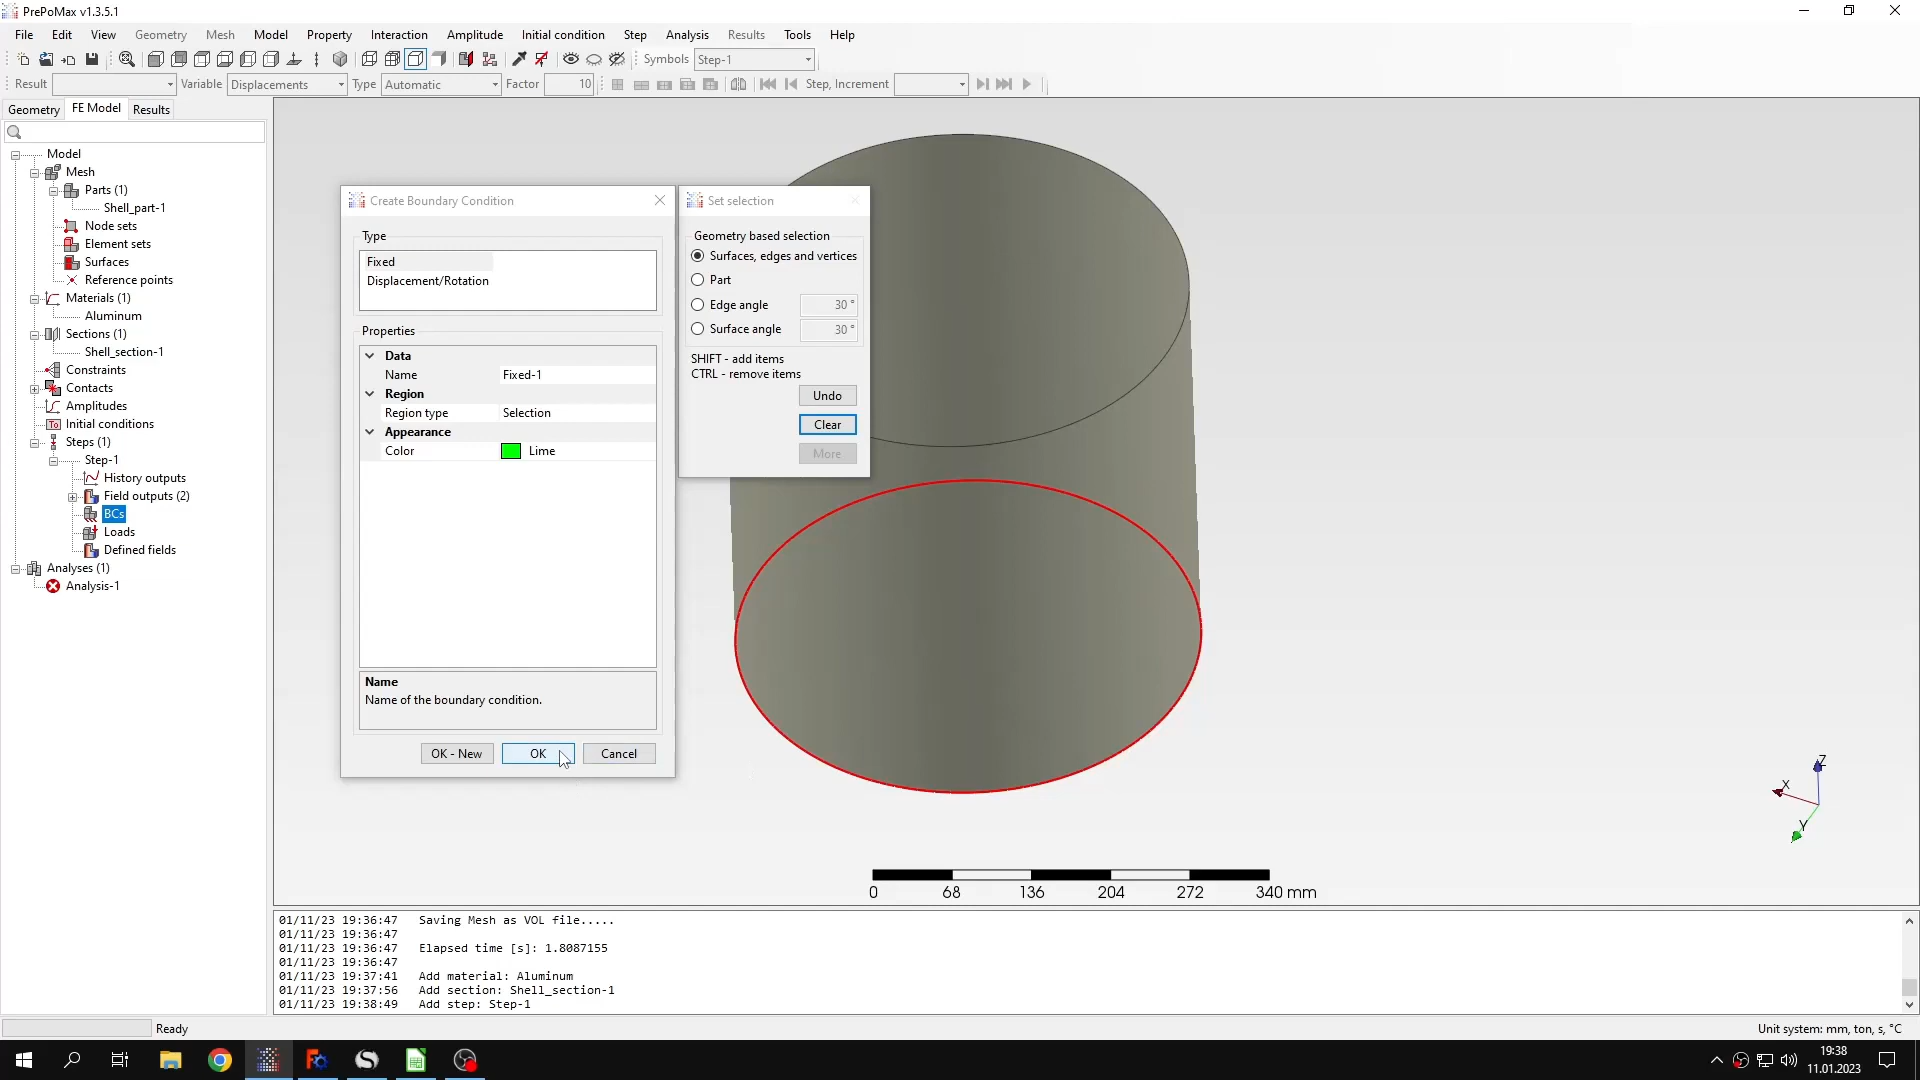 PrePoMax v1.3.5.1
File Edit View Geometry Mesh Model Property Interaction Amplitude Initial condition Step Analysis Results Tools Help
Symbols Step-1
Result Variable Displacements Type Automatic Factor 10 Step, Increment
Geometry FE Model Results
Model
Mesh
Parts (1)
Shell_part-1
Node sets
Element sets
Surfaces
Reference points
Materials (1)
Aluminum
Sections (1)
Shell_section-1
Constraints
Contacts
Amplitudes
Initial conditions
Steps (1)
Step-1
History outputs
Field outputs (2)
BCs
Loads
Defined fields
Analyses (1)
Analysis-1
Create Boundary Condition
Type
Fixed
Displacement/Rotation
Properties
Data
Name Fixed-1
Region
Region type Selection
Appearance
Color Lime
Name
Name of the boundary condition.
OK - New OK Cancel
Set selection
Geometry based selection
Surfaces, edges and vertices
Part
Edge angle 30 °
Surface angle 30 °
SHIFT - add items
CTRL - remove items
Undo
Clear
More
Z
X
Y
0 68 136 204 272 340 mm
01/11/23 19:36:47 Saving Mesh as VOL file.....
01/11/23 19:36:47
01/11/23 19:36:47 Elapsed time [s]: 1.8087155
01/11/23 19:36:47
01/11/23 19:37:41 Add material: Aluminum
01/11/23 19:37:56 Add section: Shell_section-1
01/11/23 19:38:49 Add step: Step-1
Ready
Unit system: mm, ton, s, °C
19:38
11.01.2023